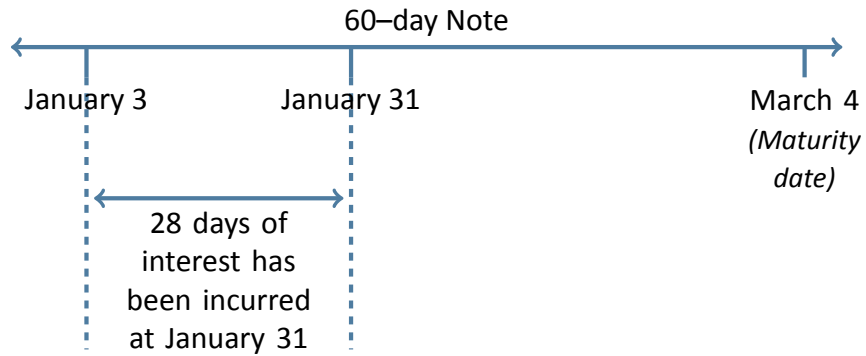 60–day Note
January 3
January 31
March 4
(Maturity
date)
28 days of
interest has
been incurred
at January 31